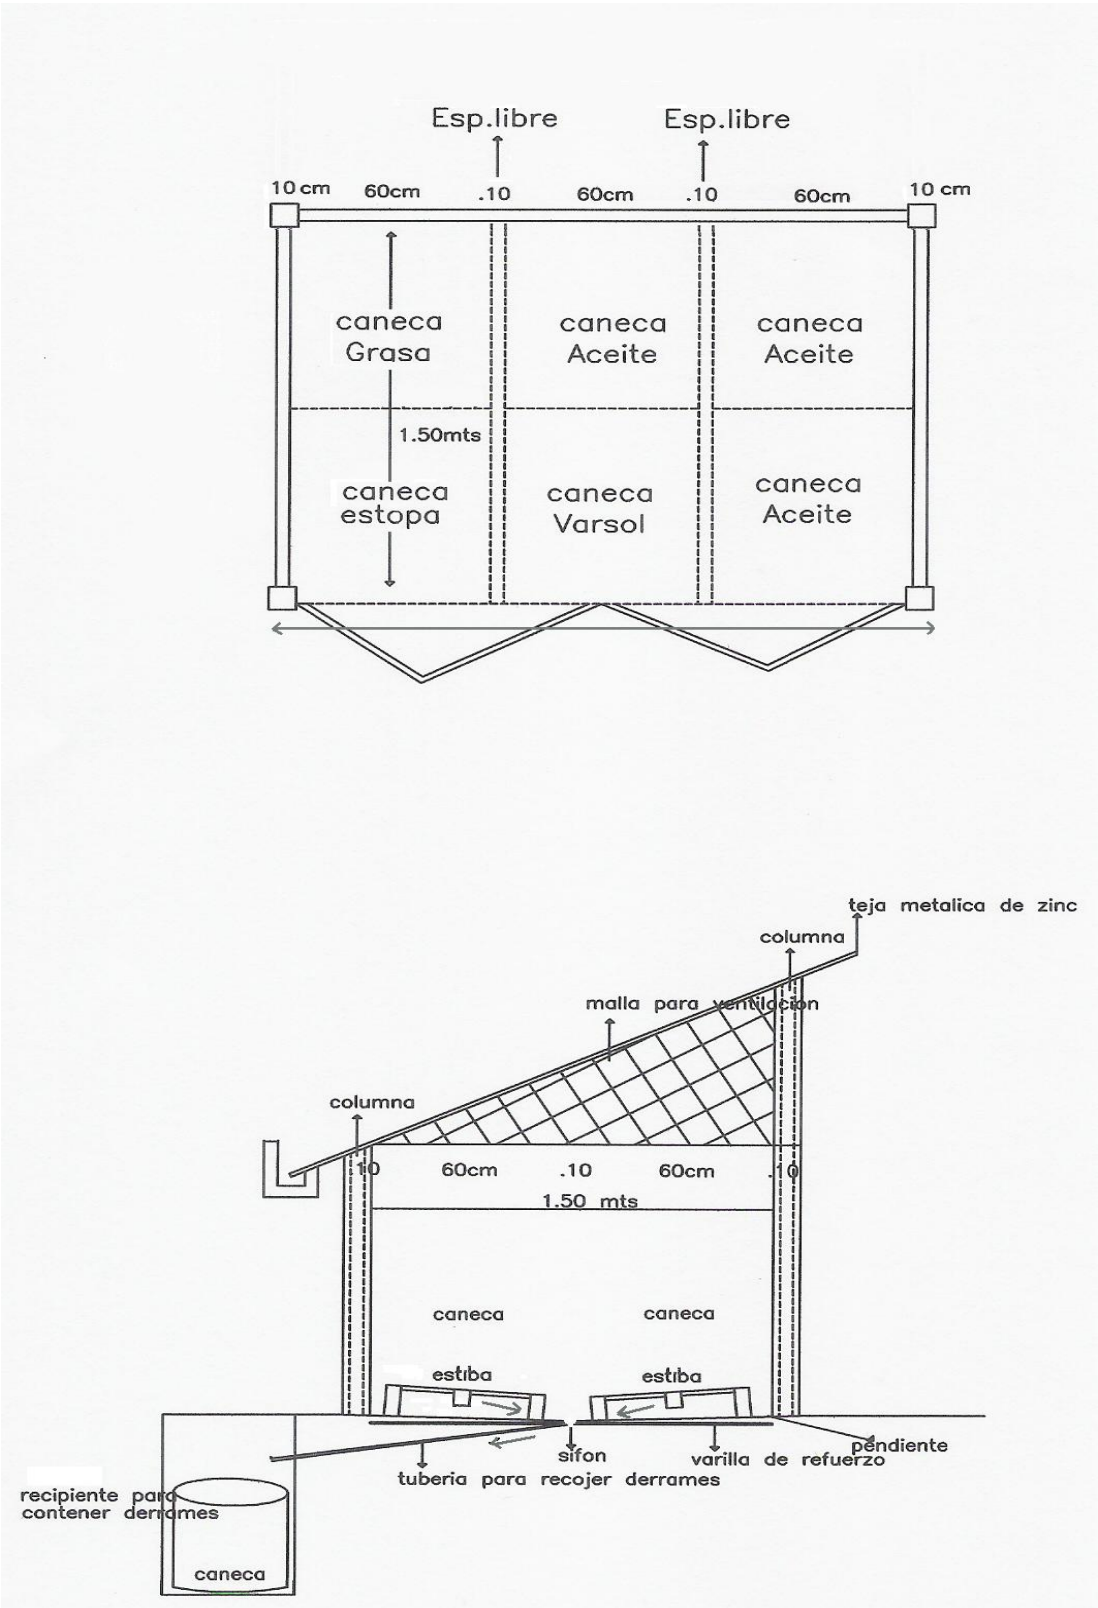 Esp.libre Esp.libre
10 cm 60cm .10 60cm .10 60cm 10 cm
caneca
Grasa
caneca
Aceite
caneca
Aceite
1.50mts
caneca
estopa
caneca
Varsol
caneca
Aceite
teja metalica de zinc
columna
malla para ventilacion
columna
10 60cm .10 60cm .10
1.50 mts
caneca caneca
estiba estiba
pendiente
sifon
varilla de refuerzo
tuberia para recojer derrames
recipiente para
contener derrames
caneca